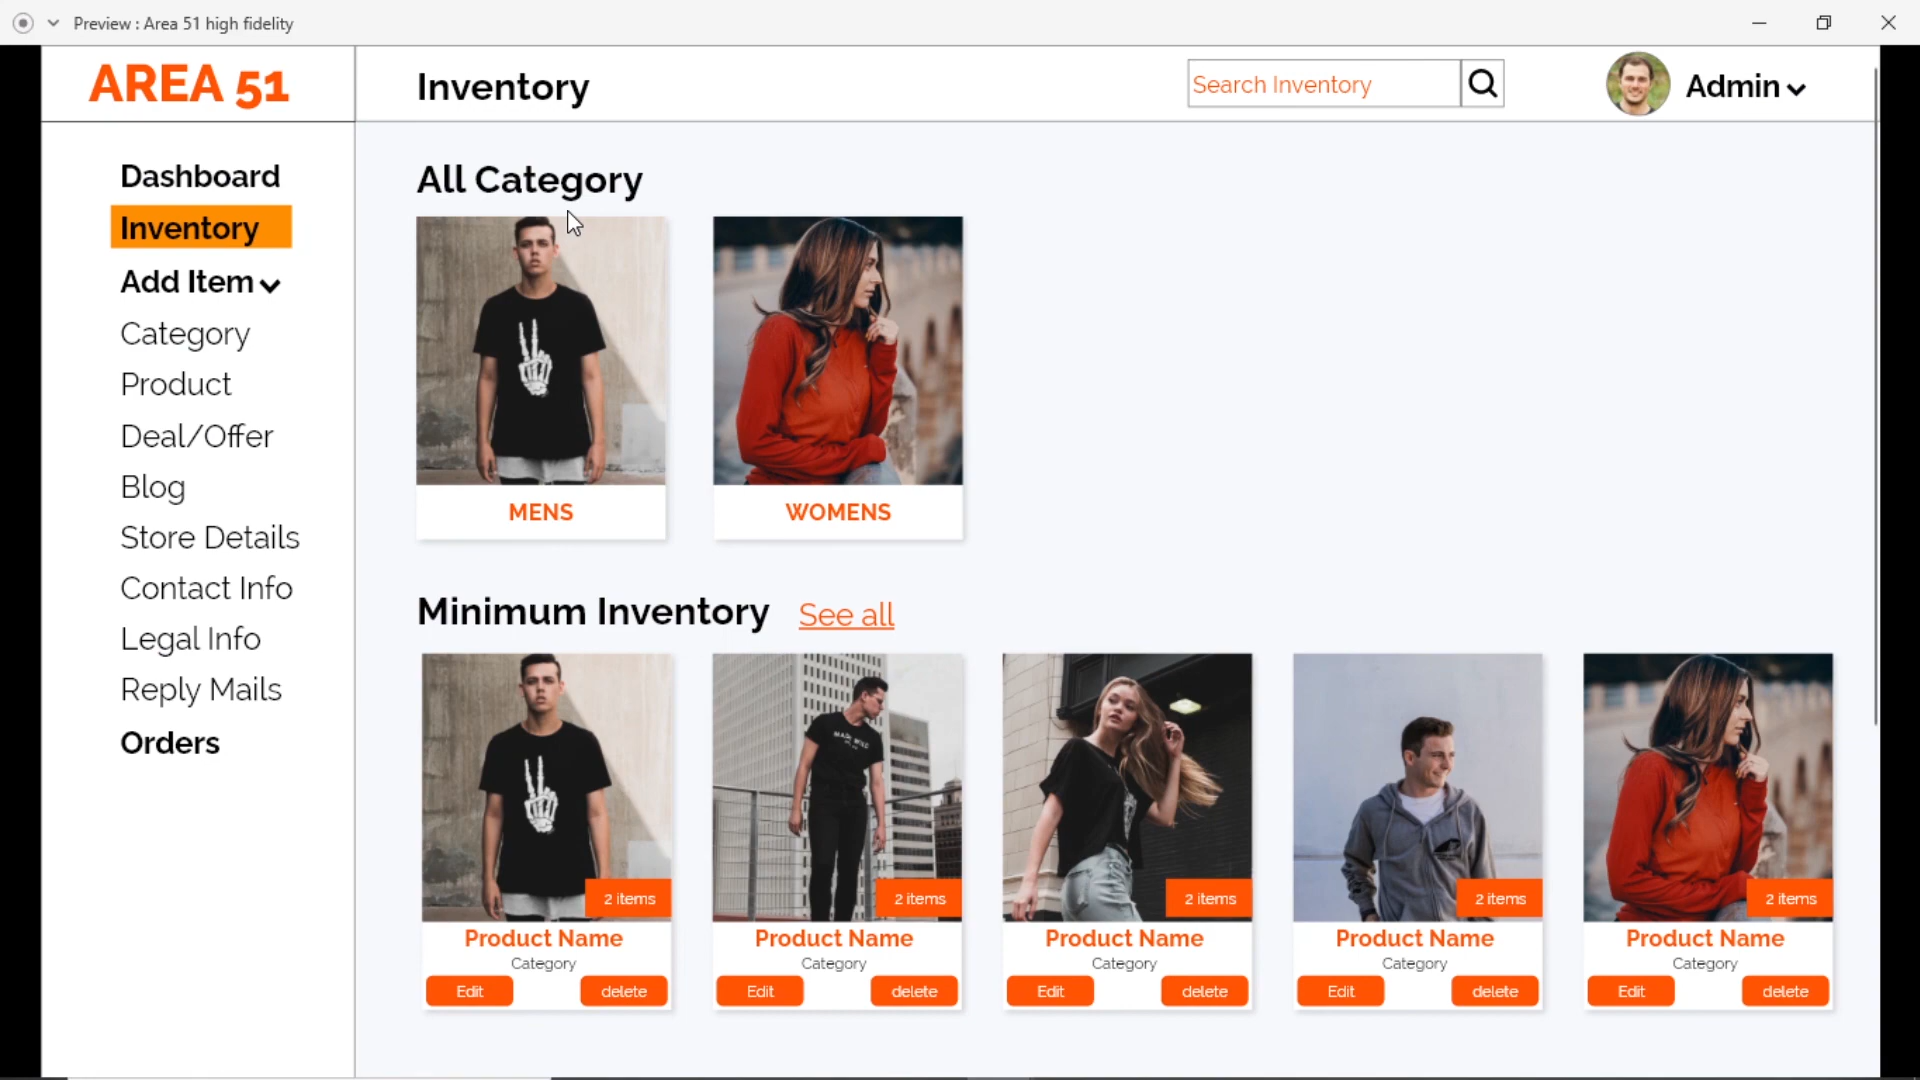 Preview : Area 51 high fidelity
AREA 51
Inventory
Search Inventory
Admin
Dashboard
Inventory
Add Item
Category
Product
Deal/Offer
Blog
Store Details
Contact Info
Legal Info
Reply Mails
Orders
All Category
MENS
WOMENS
Minimum Inventory See all
2 items
2 items
2 items
2 items
2 items
Product Name
Category
Edit delete
Product Name
Category
Edit delete
Product Name
Category
Edit delete
Product Name
Category
Edit delete
Product Name
Category
Edit delete